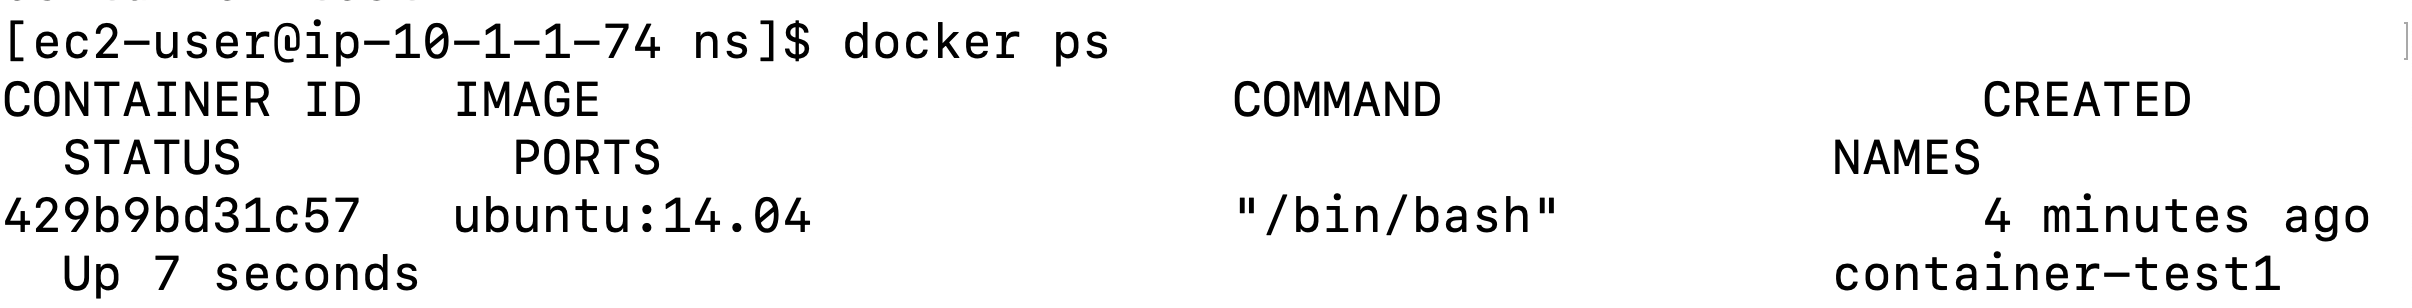 [ec2-user@ip-10-1-1-74 ns]$ docker ps ]
CONTAINER ID   IMAGE                     COMMAND                  CREATED
  STATUS         PORTS                                       NAMES
429b9bd31c57   ubuntu:14.04              "/bin/bash"              4 minutes ago
  Up 7 seconds                                               container-test1